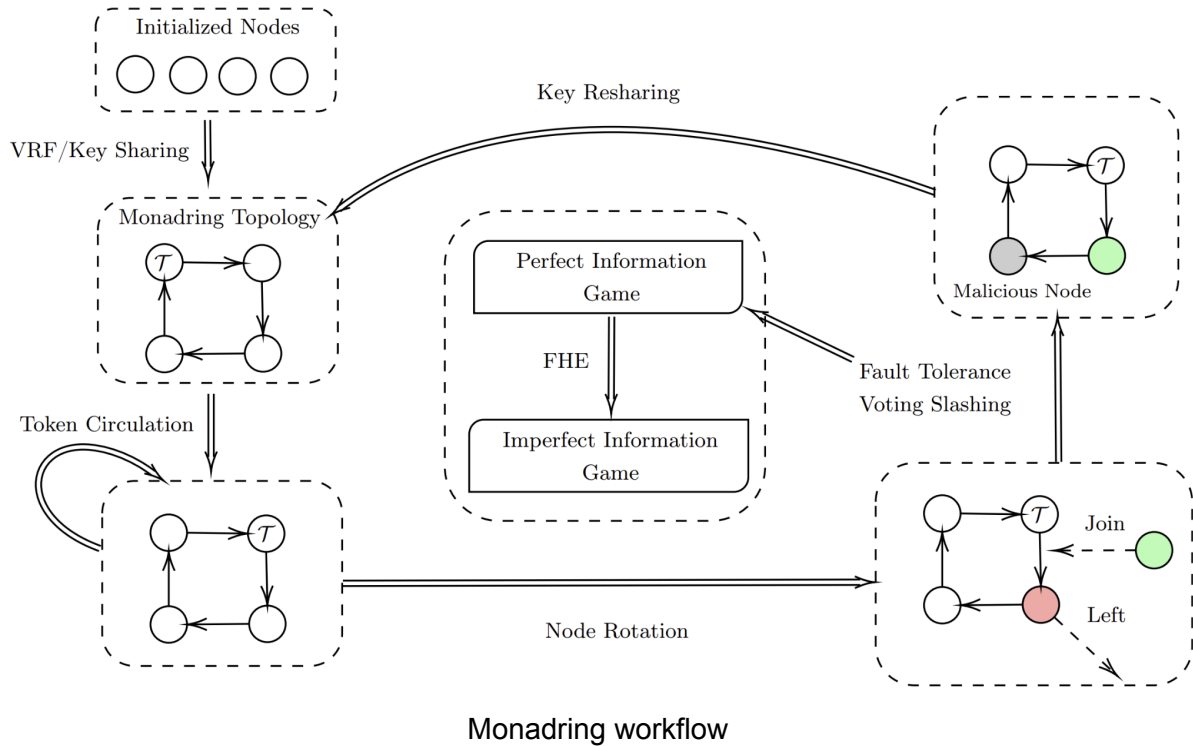 Initialized Nodes
VRF/Key Sharing
Monadring Topology
𝒯
Token Circulation
𝒯
Key Resharing
Perfect Information
Game
FHE
Imperfect Information
Game
Fault Tolerance
Voting Slashing
𝒯
Malicious Node
𝒯
Join
Left
Node Rotation
Monadring workflow